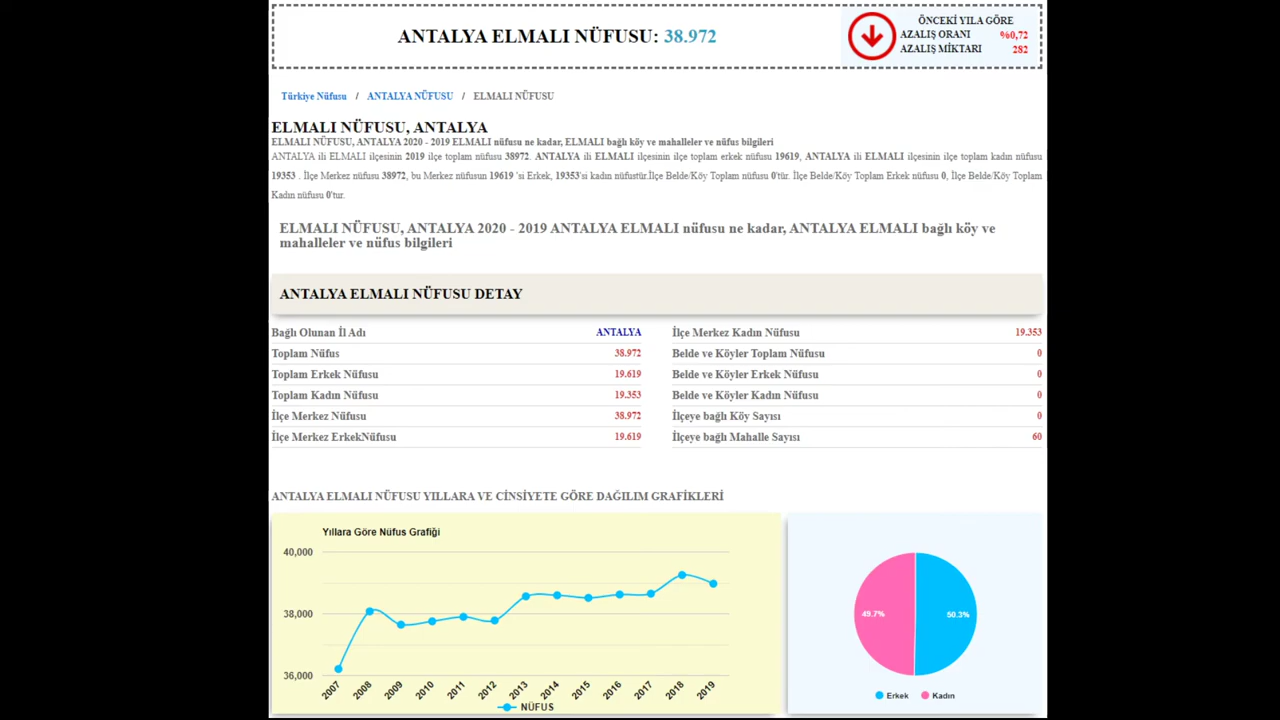 ANTALYA ELMALI NÜFUSU: 38.972
ÖNCEKİ YILA GÖRE
AZALIŞ ORANI %0,72
AZALIŞ MİKTARI 282
Türkiye Nüfusu / ANTALYA NÜFUSU / ELMALI NÜFUSU
ELMALI NÜFUSU, ANTALYA
ELMALI NÜFUSU, ANTALYA 2020 - 2019 ELMALI nüfusu ne kadar, ELMALI bağlı köy ve mahalleler ve nüfus bilgileri
ANTALYA ili ELMALI ilçesinin 2019 ilçe toplam nüfusu 38972. ANTALYA ili ELMALI ilçesinin ilçe toplam erkek nüfusu 19619, ANTALYA ili ELMALI ilçesinin ilçe toplam kadın nüfusu
19353 . İlçe Merkez nüfusu 38972, bu Merkez nüfusun 19619 'si Erkek, 19353'si kadın nüfustür.İlçe Belde/Köy Toplam nüfusu 0'tür. İlçe Belde/Köy Toplam Erkek nüfusu 0, İlçe Belde/Köy Toplam
Kadın nüfusu 0'tur.
ELMALI NÜFUSU, ANTALYA 2020 - 2019 ANTALYA ELMALI nüfusu ne kadar, ANTALYA ELMALI bağlı köy ve
mahalleler ve nüfus bilgileri
ANTALYA ELMALI NÜFUSU DETAY
Bağlı Olunan İl Adı ANTALYA
Toplam Nüfus 38.972
Toplam Erkek Nüfusu 19.619
Toplam Kadın Nüfusu 19.353
İlçe Merkez Nüfusu 38.972
İlçe Merkez ErkekNüfusu 19.619
İlçe Merkez Kadın Nüfusu 19.353
Belde ve Köyler Toplam Nüfusu 0
Belde ve Köyler Erkek Nüfusu 0
Belde ve Köyler Kadın Nüfusu 0
İlçeye bağlı Köy Sayısı 0
İlçeye bağlı Mahalle Sayısı 60
ANTALYA ELMALI NÜFUSU YILLARA VE CİNSİYETE GÖRE DAĞILIM GRAFİKLERİ
Yıllara Göre Nüfus Grafiği
40,000
38,000
36,000
2007 2008 2009 2010 2011 2012 2013 2014 2015 2016 2017 2018 2019
NÜFUS
49.7% 50.3%
Erkek Kadın